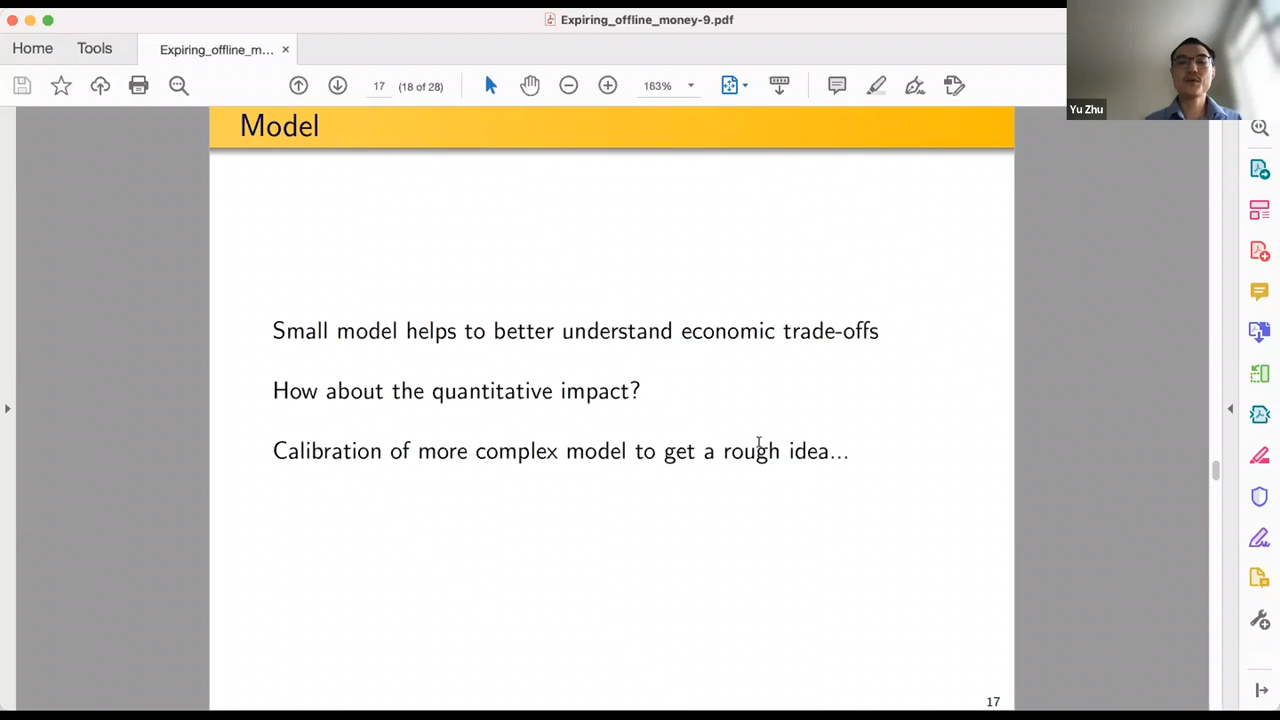 Expiring_offline_money-9.pdf
Home
Tools
Expiring_offline_m...
17
(18 of 28)
163%
Yu Zhu
Model
Small model helps to better understand economic trade-offs
How about the quantitative impact?
Calibration of more complex model to get a rough idea...
17